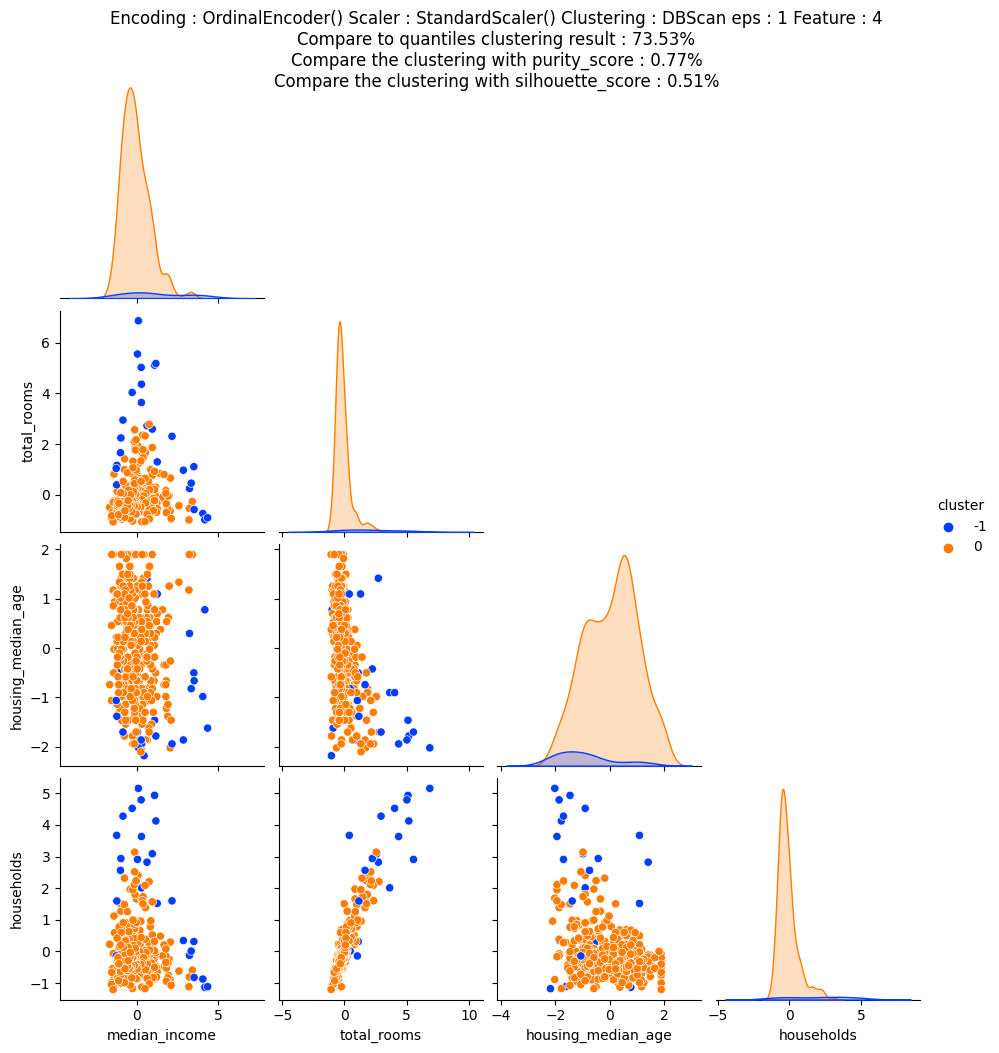 Encoding : OrdinalEncoder() Scaler : StandardScaler() Clustering : DBScan eps : 1 Feature : 4
Compare to quantiles clustering result : 73.53%
Compare the clustering with purity_score : 0.77%
Compare the clustering with silhouette_score : 0.51%
total_rooms
6
4
2
0
housing_median_age
2
1
0
−1
−2
cluster
-1
0
households
5
4
3
2
1
0
−1
0
5
−5
0
5
10
−4
−2
0
2
−5
0
5
median_income
total_rooms
housing_median_age
households